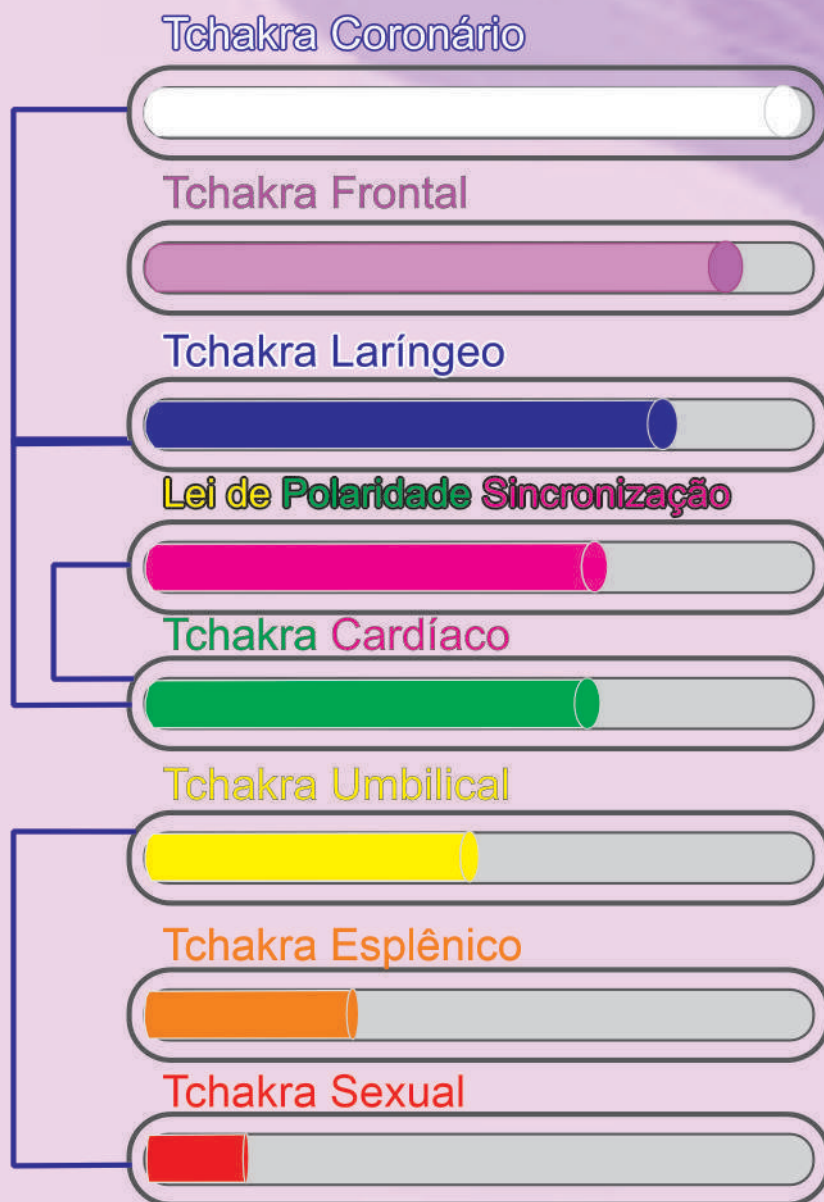 Tchakra Coronário
Tchakra Frontal
Tchakra Laríngeo
Lei de Polaridade Sincronização
Tchakra Cardíaco
Tchakra Umbilical
Tchakra Esplênico
Tchakra Sexual